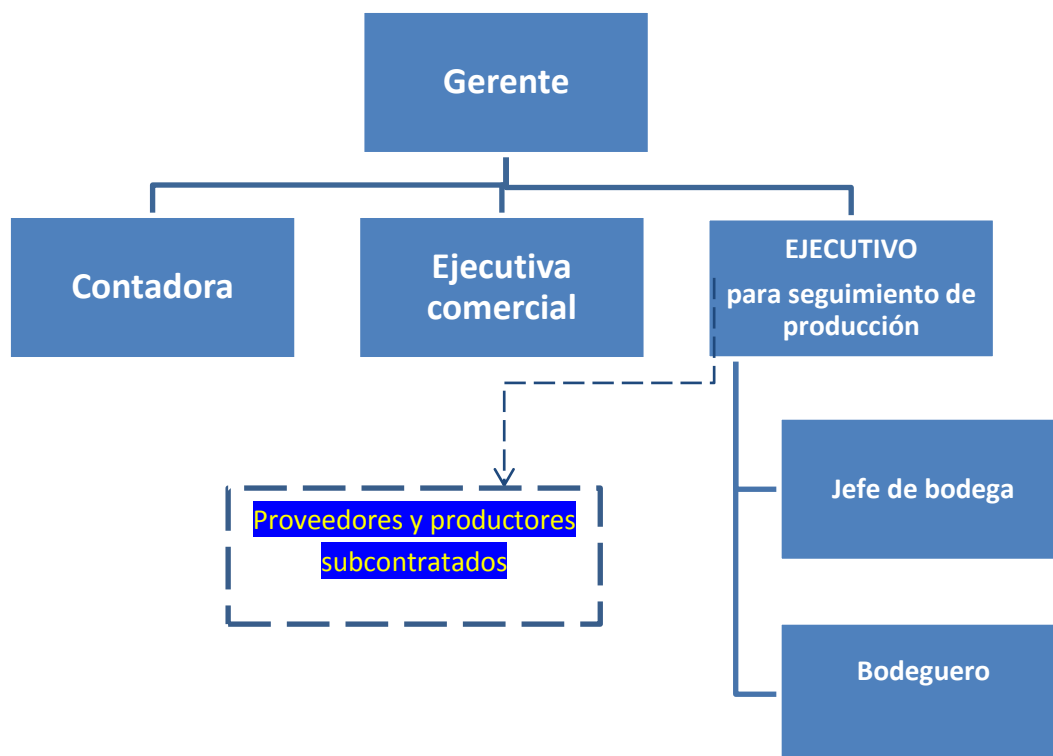 Gerente
Contadora
Ejecutiva
comercial
EJECUTIVO
para seguimiento de
producción
Proveedores y productores
subcontratados
Jefe de bodega
Bodeguero